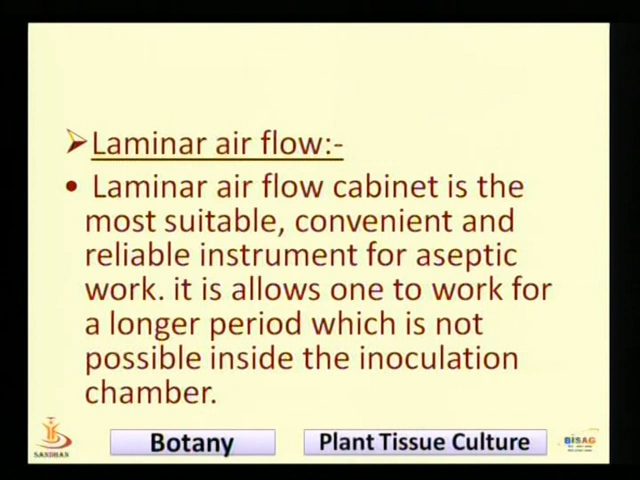 Laminar air flow:-
• Laminar air flow cabinet is the
most suitable, convenient and
reliable instrument for aseptic
work. it is allows one to work for
a longer period which is not
possible inside the inoculation
chamber.
SANDHAN
Botany
Plant Tissue Culture
BISAG